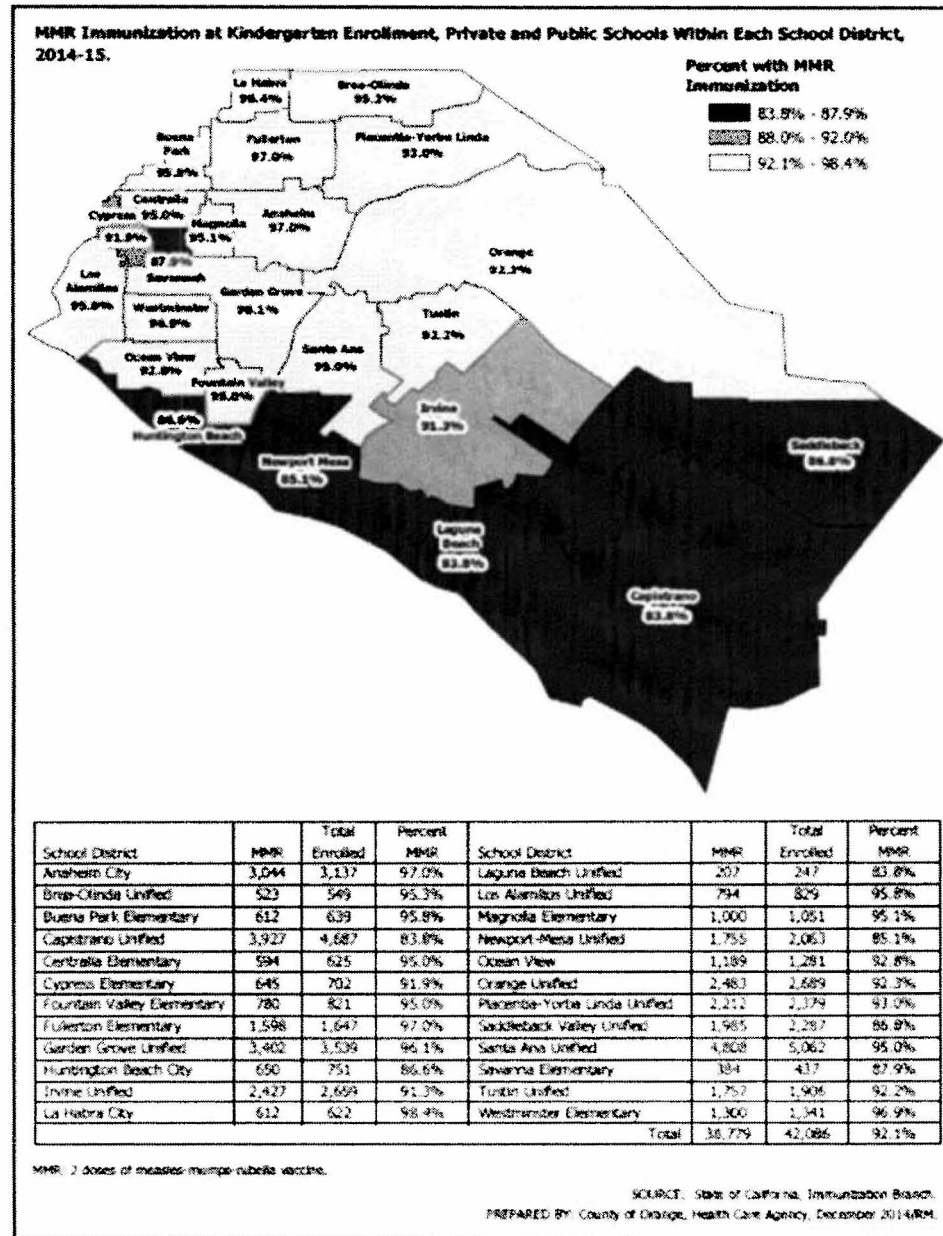 MMR Immunization at Kindergarten Enrollment, Private and Public Schools Within Each School District,
2014-15.
Percent with MMR
Immunization
83.8% - 87.9%
88.0% - 92.0%
92.1% - 98.4%
La Habra
98.4%
Brea-Olinda
95.3%
Buena
Park
95.8%
Fullerton
97.0%
Placentia-Yorba Linda
93.0%
Centralia
95.0%
Cypress
91.9%
Magnolia
95.1%
Anaheim
97.0%
Orange
92.3%
87.9%
Savannah
Los
Alamitos
95.8%
Garden Grove
96.1%
Westminster
96.9%
Tustin
92.2%
Santa Ana
95.0%
Ocean View
92.8%
Fountain Valley
95.0%
86.6%
Huntington Beach
Irvine
91.3%
Newport Mesa
85.1%
Saddleback
86.8%
Laguna
Beach
83.8%
Capistrano
83.8%
School District MMR Total Enrolled Percent MMR School District MMR Total Enrolled Percent MMR
Anaheim City 3,044 3,137 97.0% Laguna Beach Unified 207 247 83.8%
Brea-Olinda Unified 523 549 95.3% Los Alamitos Unified 794 829 95.8%
Buena Park Elementary 612 639 95.8% Magnolia Elementary 1,000 1,051 95.1%
Capistrano Unified 3,927 4,687 83.8% Newport-Mesa Unified 1,755 2,063 85.1%
Centralia Elementary 594 625 95.0% Ocean View 1,189 1,281 92.8%
Cypress Elementary 645 702 91.9% Orange Unified 2,483 2,689 92.3%
Fountain Valley Elementary 780 821 95.0% Placentia-Yorba Linda Unified 2,212 2,379 93.0%
Fullerton Elementary 1,598 1,647 97.0% Saddleback Valley Unified 1,985 2,287 86.8%
Garden Grove Unified 3,402 3,539 96.1% Santa Ana Unified 4,808 5,062 95.0%
Huntington Beach City 650 751 86.6% Savanna Elementary 384 437 87.9%
Irvine Unified 2,427 2,659 91.3% Tustin Unified 1,757 1,906 92.2%
La Habra City 612 622 98.4% Westminster Elementary 1,300 1,341 96.9%
Total 38,779 42,086 92.1%
MMR: 2 doses of measles-mumps-rubella vaccine.
SOURCE: State of California, Immunization Branch.
PREPARED BY: County of Orange, Health Care Agency, December 2014/RM.